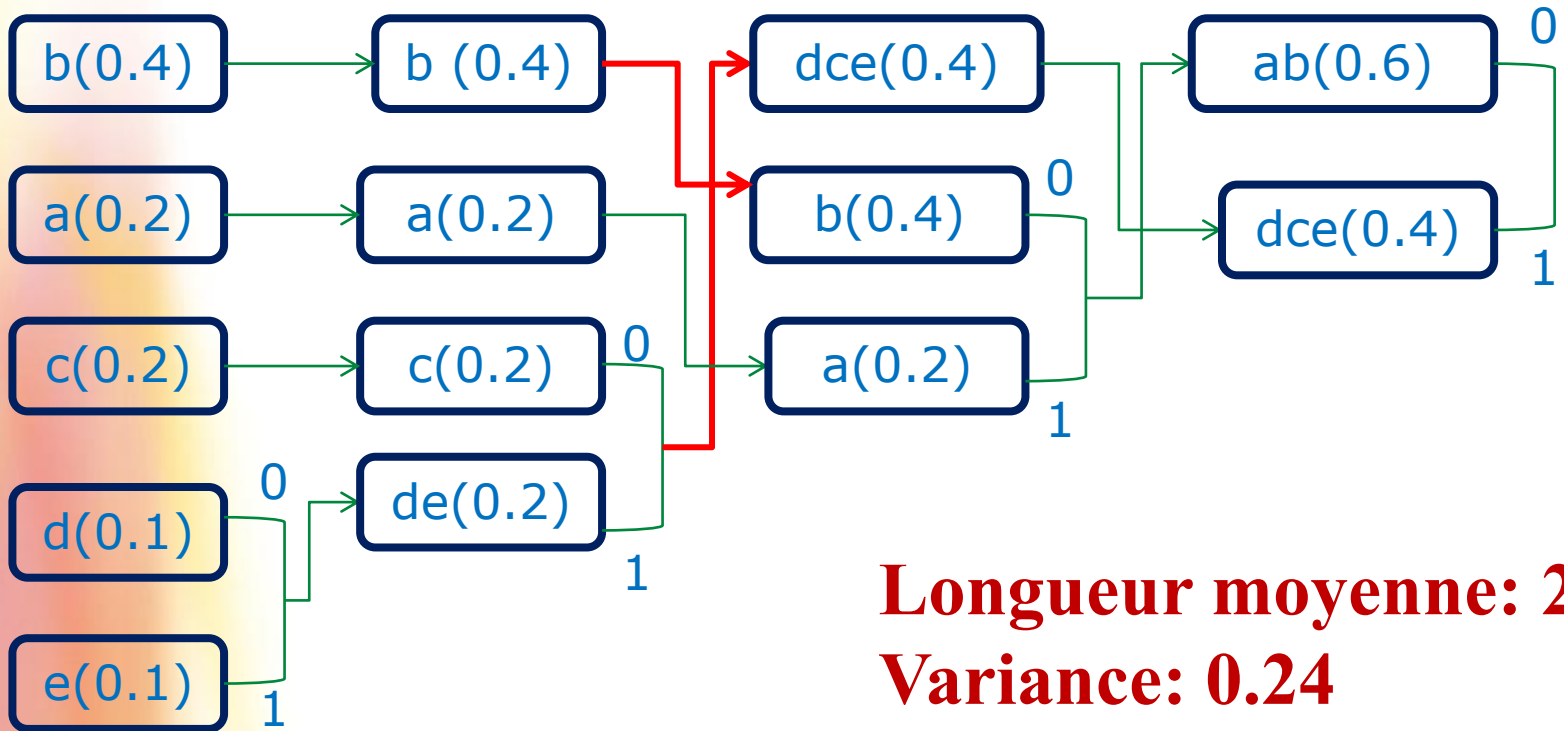 b(0.4)
b (0.4)
dce(0.4)
ab(0.6)
0
a(0.2)
a(0.2)
b(0.4)
0
dce(0.4)
1
c(0.2)
c(0.2)
0
a(0.2)
1
d(0.1)
0
de(0.2)
1
e(0.1)
1
Longueur moyenne: 2
Variance: 0.24